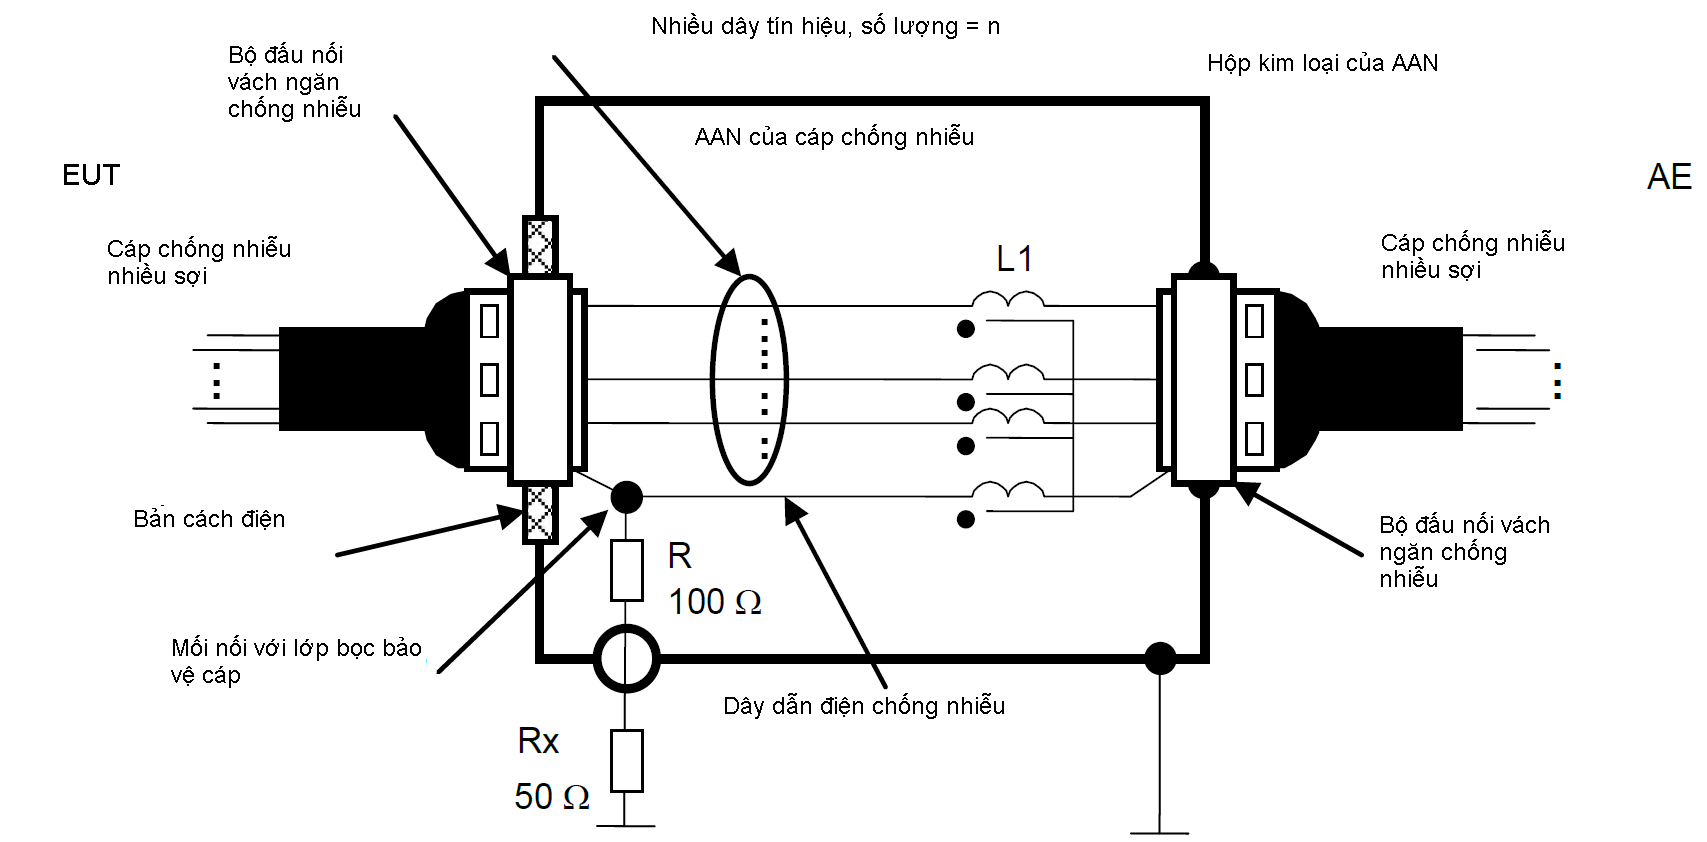 Nhiều dây tín hiệu, số lượng = n
Bộ đấu nối
vách ngăn
chống nhiễu
Hộp kim loại của AAN
AAN của cáp chống nhiễu
EUT
AE
Cáp chống nhiễu
nhiều sợi
L1
Cáp chống nhiễu
nhiều sợi
Bản cách điện
R
100 Ω
Bộ đấu nối vách
ngăn chống
nhiễu
Mối nối với lớp bọc bảo
vệ cáp
Dây dẫn điện chống nhiễu
Rx
50 Ω